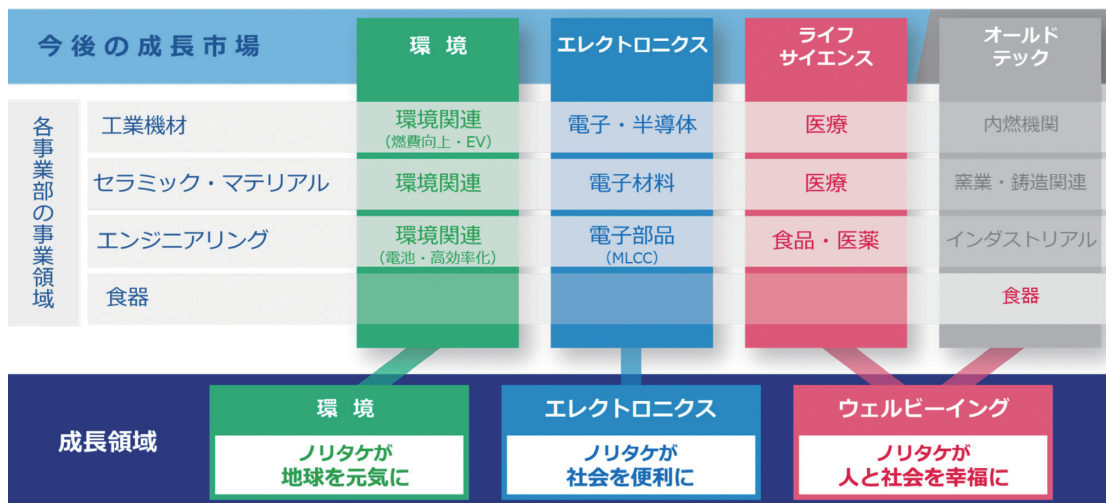 今後の成長市場
環境
エレクトロニクス
ライフ
サイエンス
オールド
テック
各事業部の事業領域
工業機材
環境関連
(燃費向上・EV)
電子・半導体
医療
内燃機関
セラミック・マテリアル
環境関連
電子材料
医療
窯業・鋳造関連
エンジニアリング
環境関連
(電池・高効率化)
電子部品
(MLCC)
食品・医薬
インダストリアル
食器
食器
成長領域
環境
ノリタケが
地球を元気に
エレクトロニクス
ノリタケが
社会を便利に
ウェルビーイング
ノリタケが
人と社会を幸福に